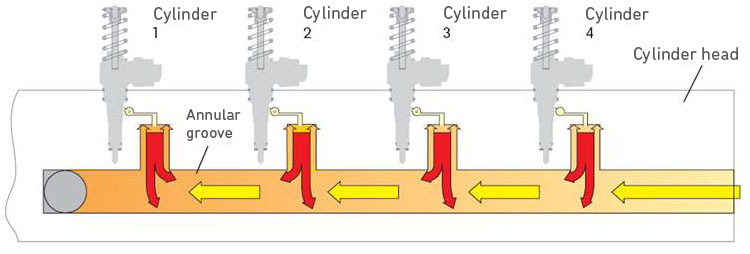 Cylinder
1
Cylinder
2
Cylinder
3
Cylinder
4
Cylinder head
Annular
groove